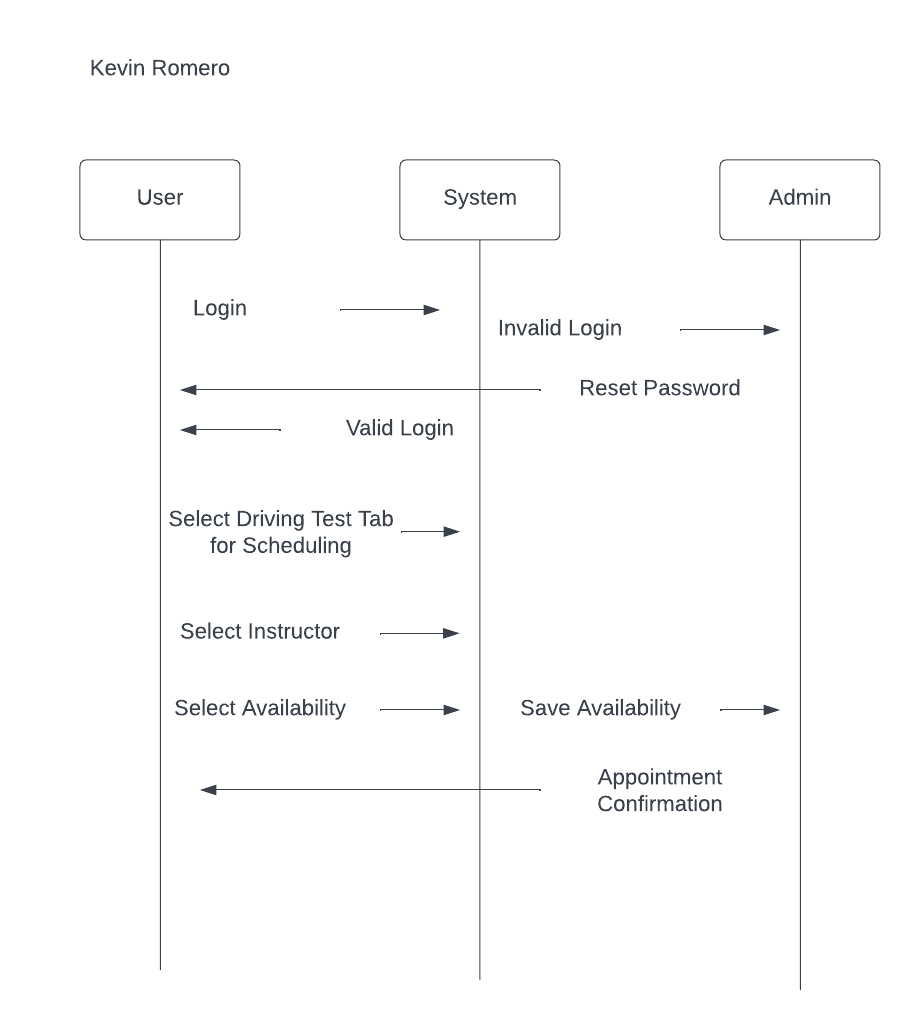 Kevin Romero
User
System
Admin
Login
Invalid Login
Reset Password
Valid Login
Select Driving Test Tab
for Scheduling
Select Instructor
Select Availability
Save Availability
Appointment
Confirmation